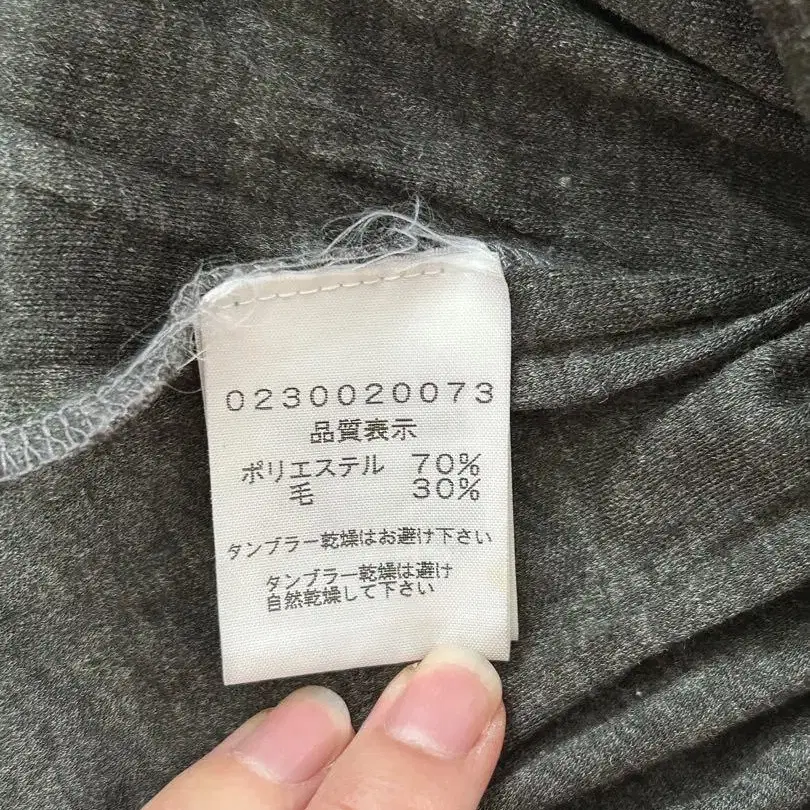 0230020073
品質表示
ポリエステル 70%
毛 30%
タンブラー乾燥はお避け下さい
タンブラー乾燥は避け
自然乾燥して下さい